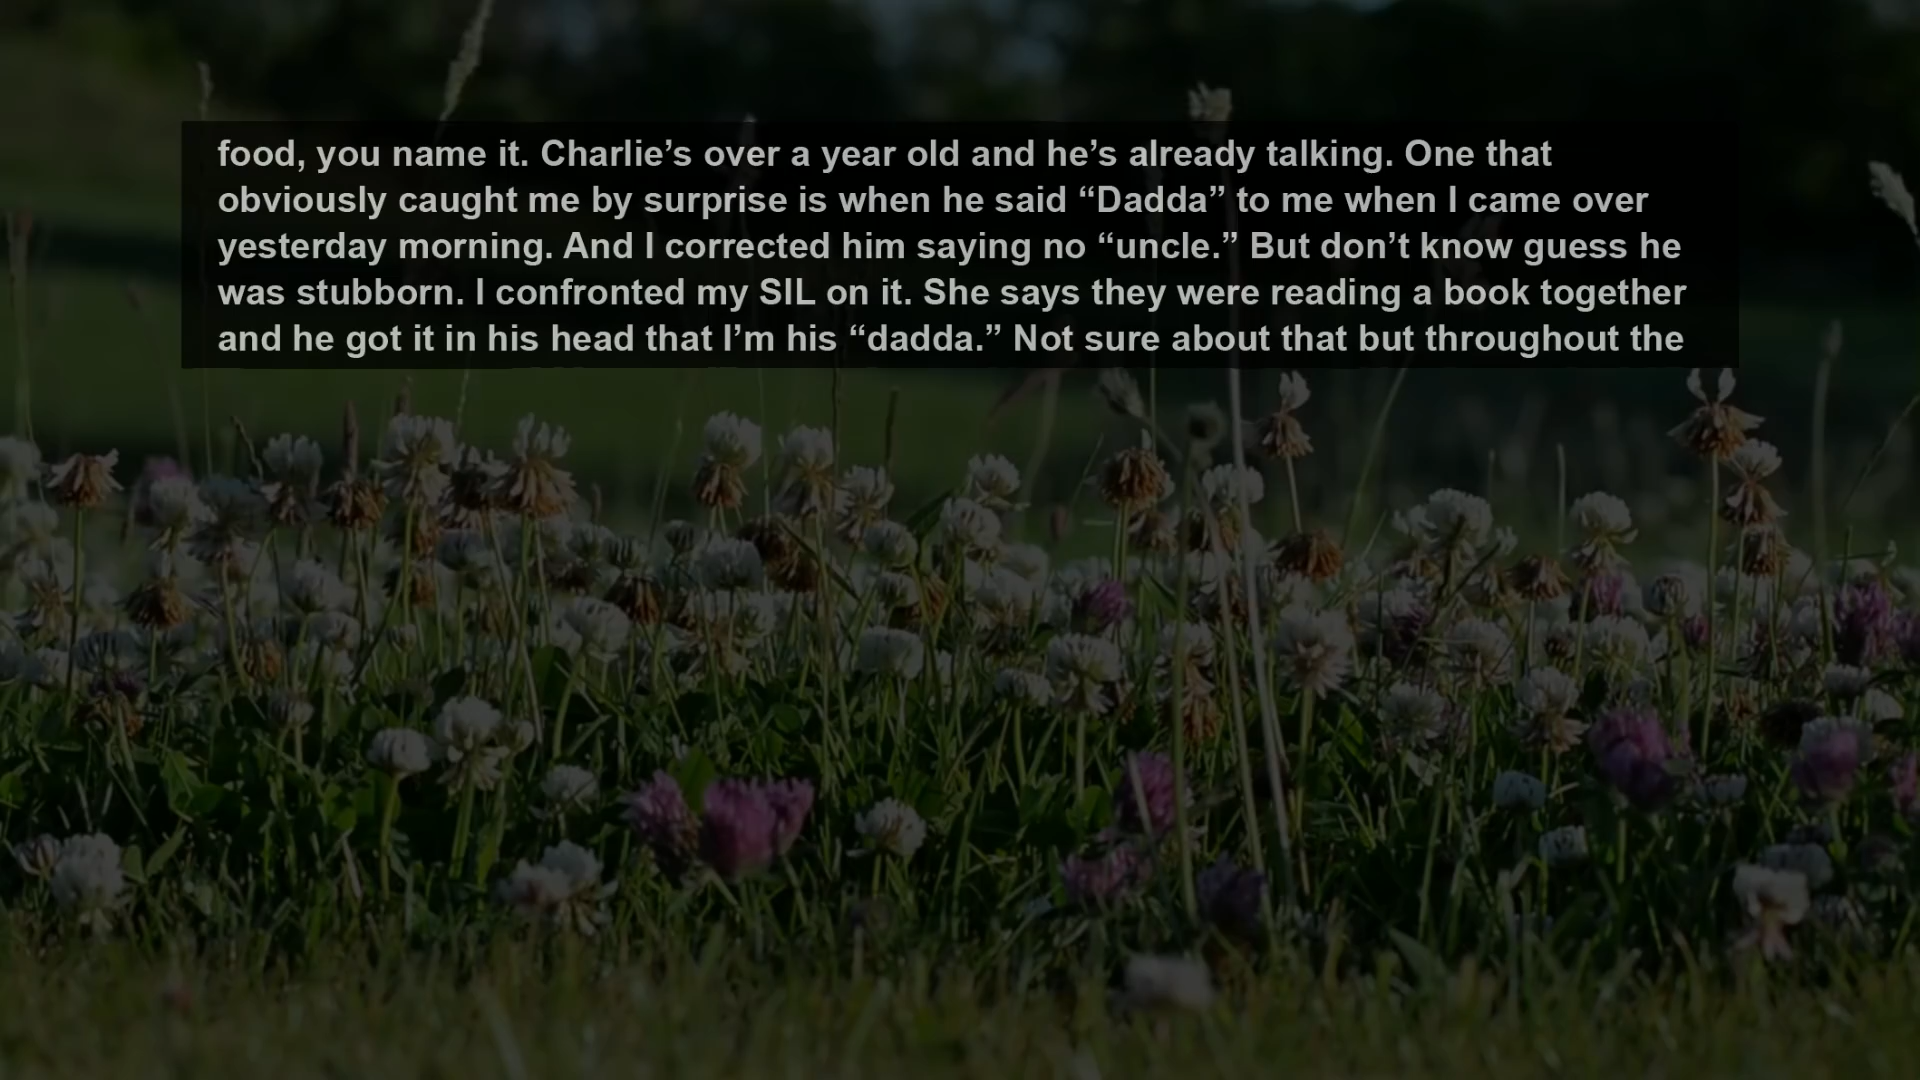 food, you name it. Charlie’s over a year old and he’s already talking. One that
obviously caught me by surprise is when he said “Dadda” to me when I came over
yesterday morning. And I corrected him saying no “uncle.” But don’t know guess he
was stubborn. I confronted my SIL on it. She says they were reading a book together
and he got it in his head that I’m his “dadda.” Not sure about that but throughout the